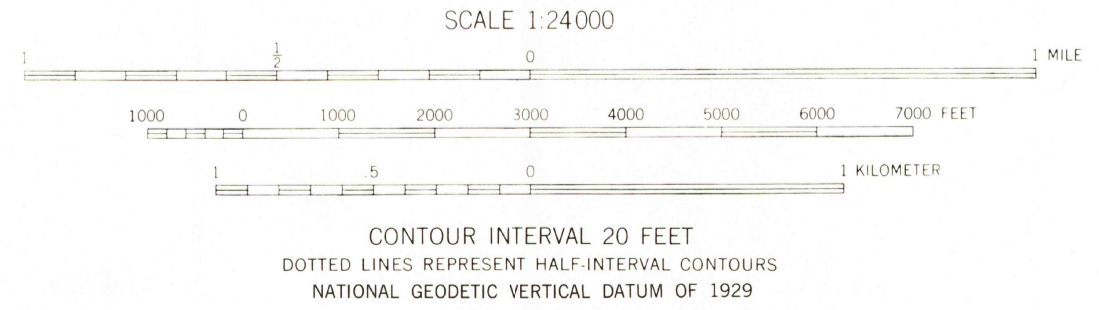 SCALE 1:24000
1 ½ 0 1 MILE
1000 0 1000 2000 3000 4000 5000 6000 7000 FEET
1 .5 0 1 KILOMETER
CONTOUR INTERVAL 20 FEET
DOTTED LINES REPRESENT HALF-INTERVAL CONTOURS
NATIONAL GEODETIC VERTICAL DATUM OF 1929